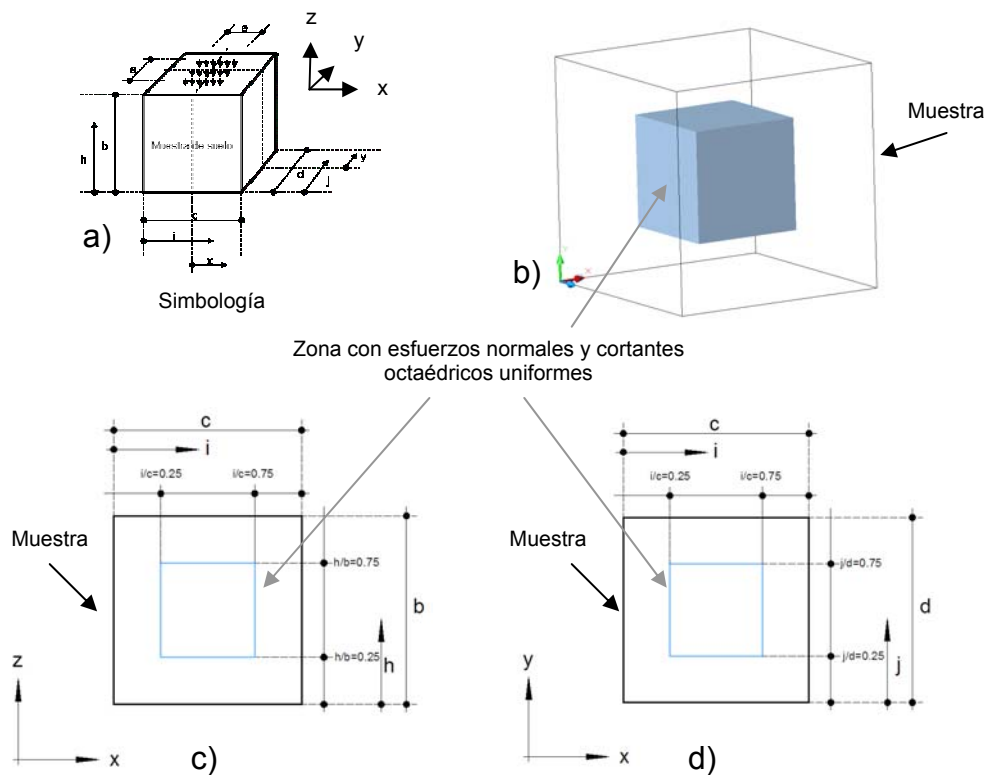 z
y
x
a
a
h
b
Muestra de suelo
y
d
j
c
i
x
a)
Simbología
Muestra
b)
Zona con esfuerzos normales y cortantes
octaédricos uniformes
c
i
i/c=0.25 i/c=0.75
Muestra
h/b=0.75
b
h/b=0.25
h
z
x
c)
c
i
i/c=0.25 i/c=0.75
Muestra
j/d=0.75
d
j/d=0.25
j
y
x
d)